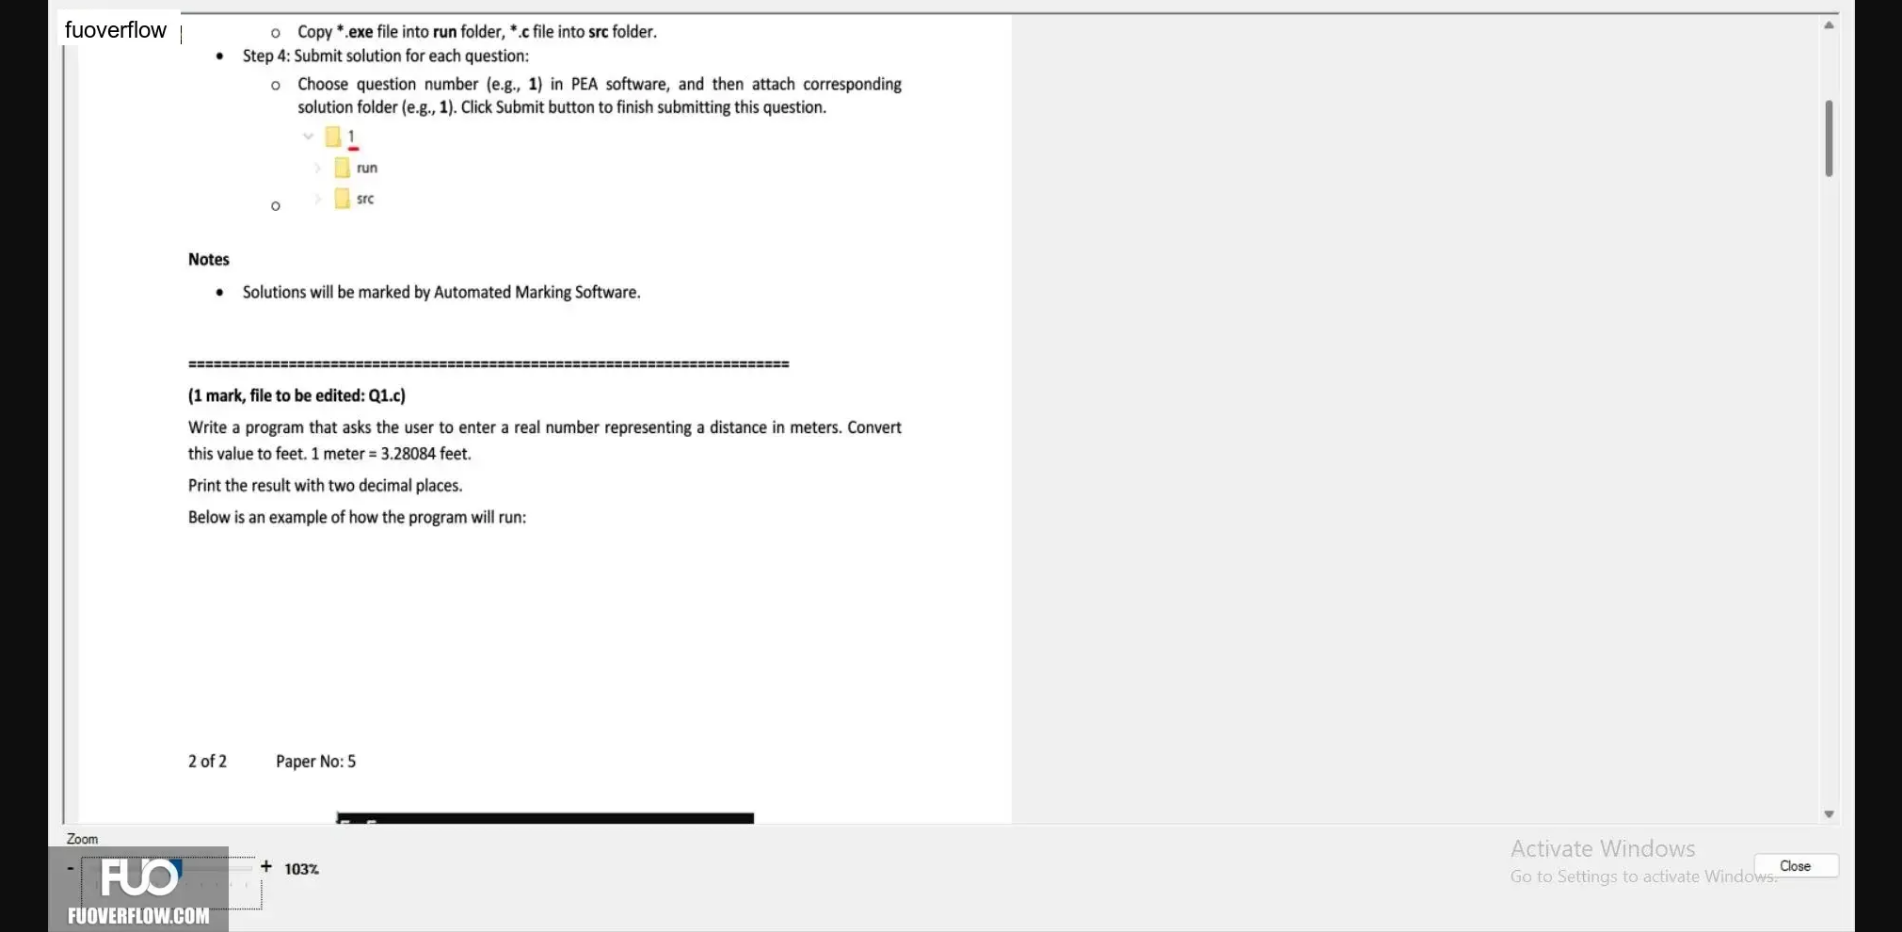 fuoverflow
o Copy *.exe file into run folder, *.c file into src folder.
• Step 4: Submit solution for each question:
o Choose question number (e.g., 1) in PEA software, and then attach corresponding
solution folder (e.g., 1). Click Submit button to finish submitting this question.
1
run
o src
Notes
• Solutions will be marked by Automated Marking Software.
========================================================================
(1 mark, file to be edited: Q1.c)
Write a program that asks the user to enter a real number representing a distance in meters. Convert
this value to feet. 1 meter = 3.28084 feet.
Print the result with two decimal places.
Below is an example of how the program will run:
2 of 2 Paper No: 5
Zoom
- + 103%
FUO
FUOVERFLOW.COM
Activate Windows
Go to Settings to activate Windows.
Close